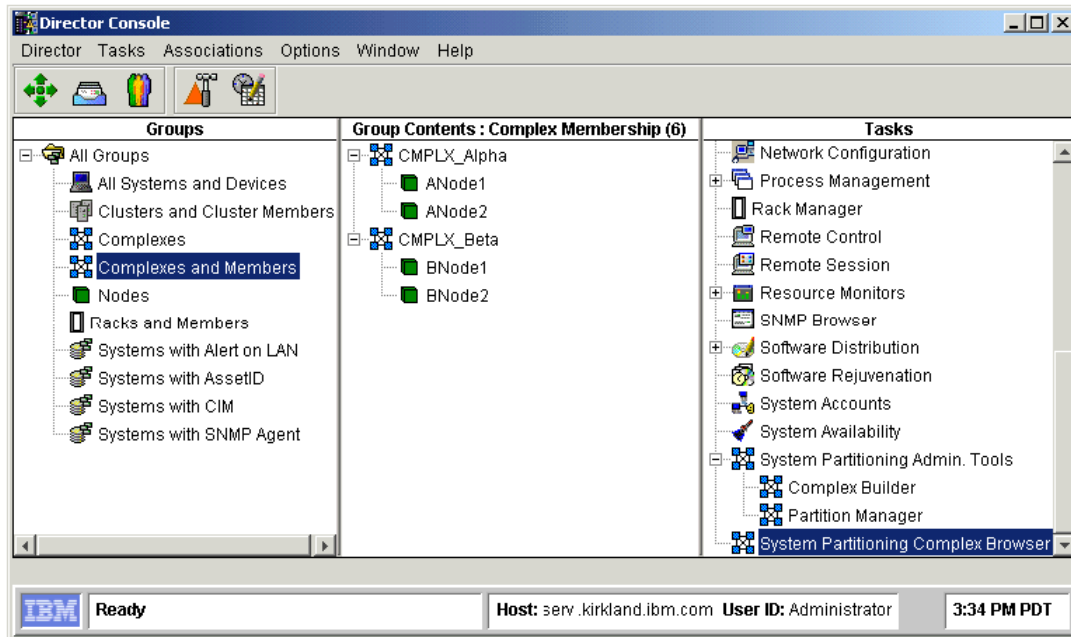 Director Console
Director Tasks Associations Options Window Help
Groups
All Groups
All Systems and Devices
Clusters and Cluster Members
Complexes
Complexes and Members
Nodes
Racks and Members
Systems with Alert on LAN
Systems with AssetID
Systems with CIM
Systems with SNMP Agent
Group Contents : Complex Membership (6)
CMPLX_Alpha
ANode1
ANode2
CMPLX_Beta
BNode1
BNode2
Tasks
Network Configuration
Process Management
Rack Manager
Remote Control
Remote Session
Resource Monitors
SNMP Browser
Software Distribution
Software Rejuvenation
System Accounts
System Availability
System Partitioning Admin. Tools
Complex Builder
Partition Manager
System Partitioning Complex Browser
IBM
Ready
Host: serv .kirkland.ibm.com User ID: Administrator
3:34 PM PDT